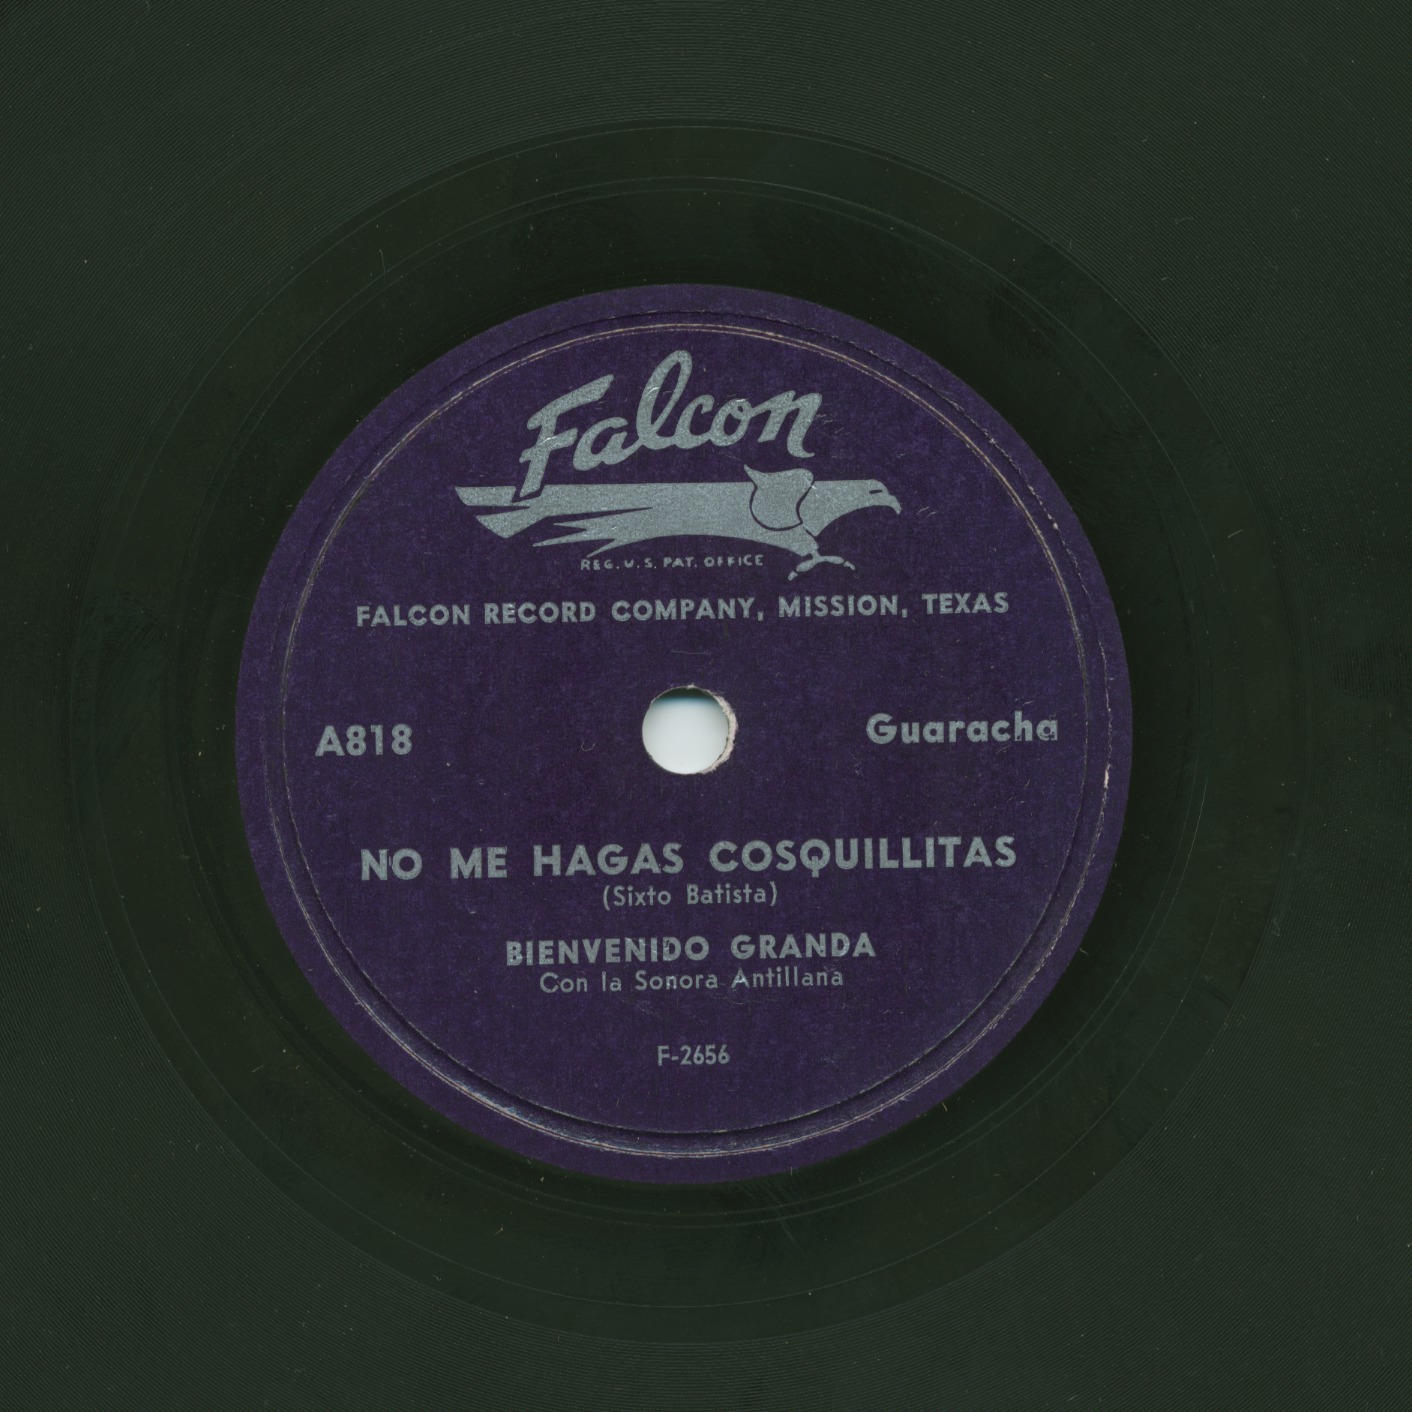 Falcon
REG. U.S. PAT. OFFICE
FALCON RECORD COMPANY, MISSION, TEXAS
A818
Guaracha
NO ME HAGAS COSQUILLITAS
(Sixto Batista)
BIENVENIDO GRANDA
Con la Sonora Antillana
F-2656